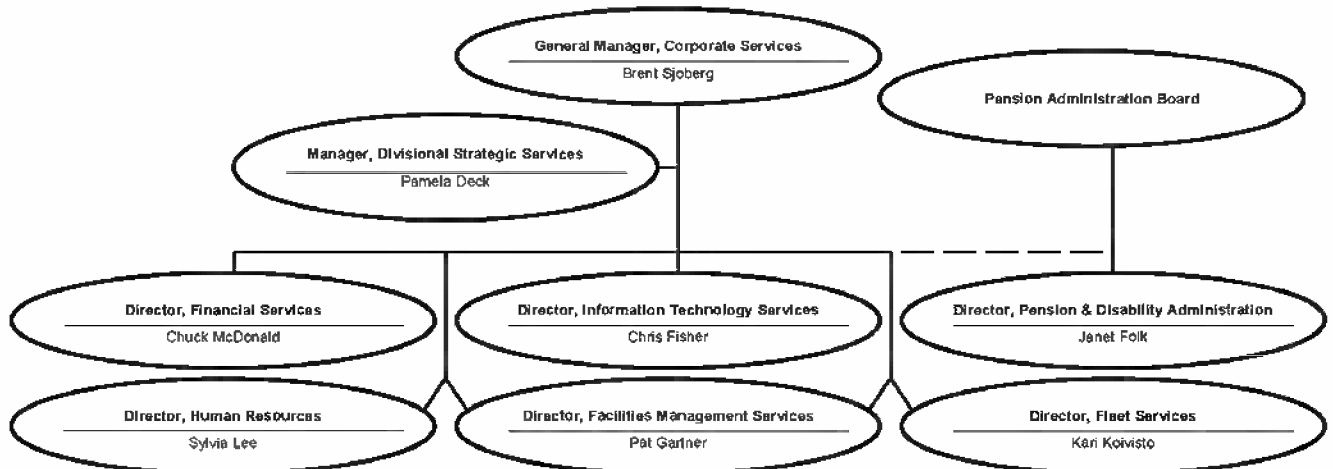 General Manager, Corporate Services
Brent Sjoberg
Pension Administration Board
Manager, Divisional Strategic Services
Pamela Deck
Director, Financial Services
Chuck McDonald
Director, Information Technology Services
Chris Fisher
Director, Pension & Disability Administration
Janet Folk
Director, Human Resources
Sylvia Lee
Director, Facilities Management Services
Pat Gartner
Director, Fleet Services
Kari Koivisto